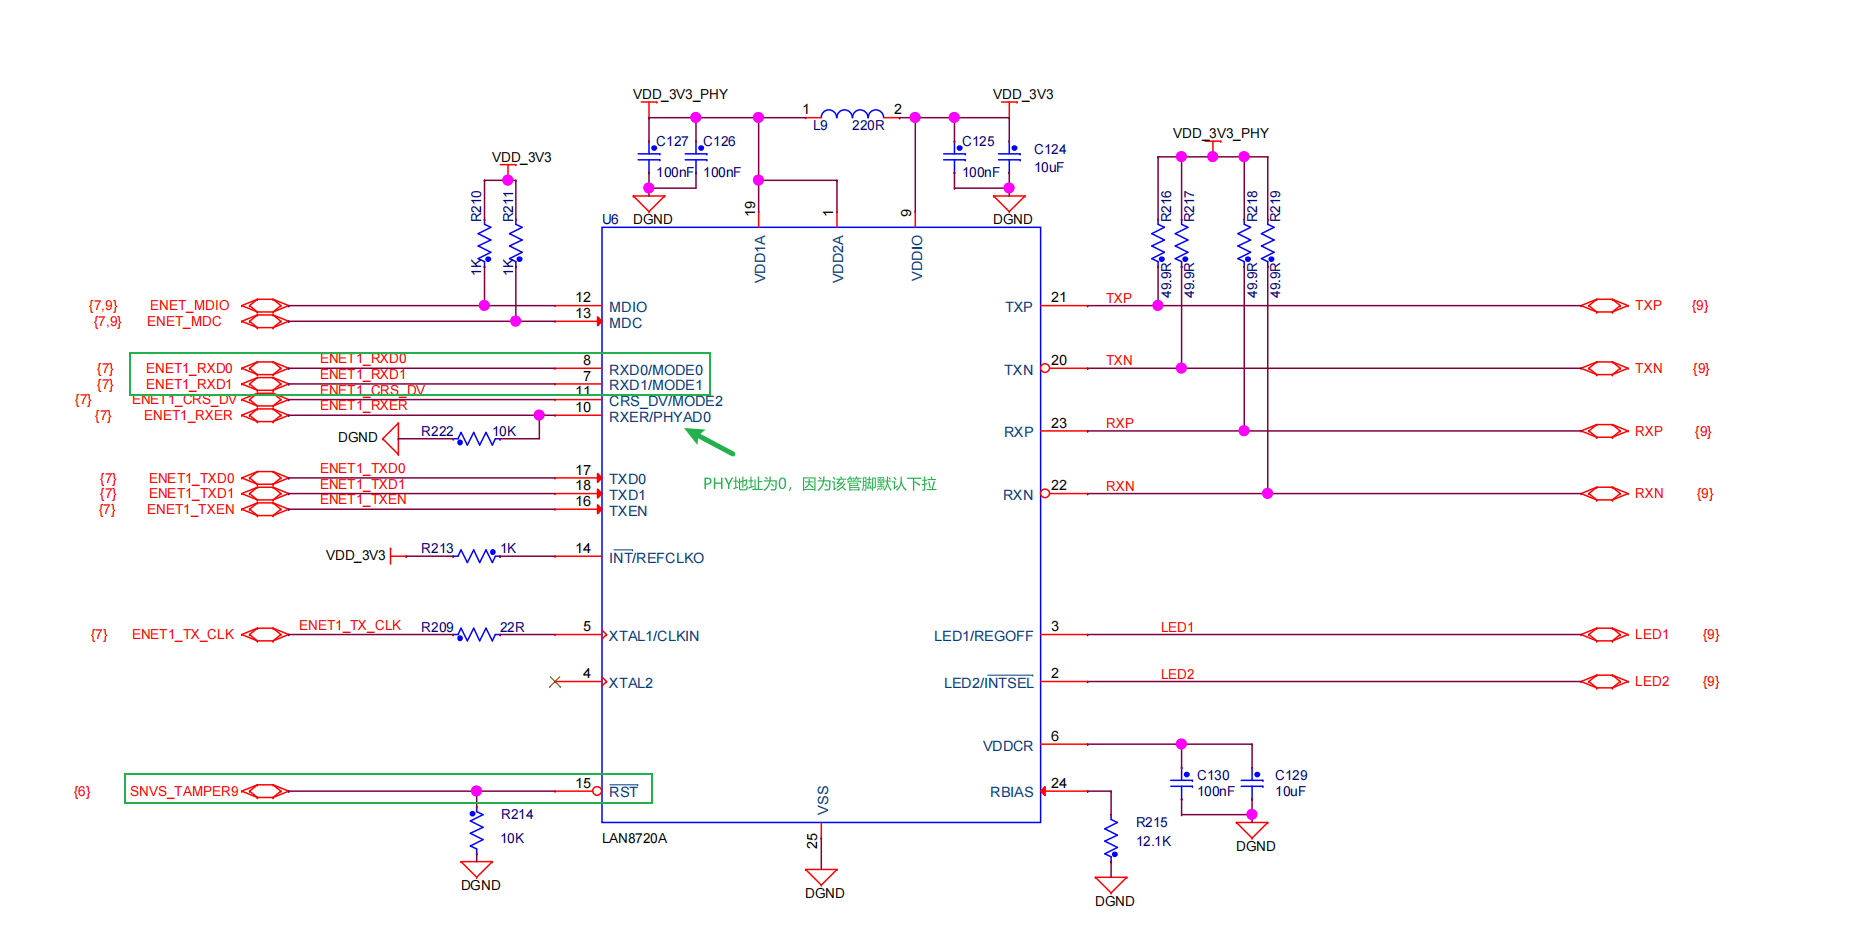 VDD_3V3_PHY
1
2
VDD_3V3
L9
220R
C127
C126
100nF
100nF
C125
100nF
C124
10uF
DGND
DGND
VDD_3V3
R210
R211
1K
1K
VDD_3V3_PHY
R216
R217
R218
R219
49.9R
49.9R
49.9R
49.9R
U6
19
1
9
VDD1A
VDD2A
VDDIO
{7,9} ENET_MDIO 12 MDIO
{7,9} ENET_MDC 13 MDC
TXP 21 TXP TXP {9}
{7} ENET1_RXD0 ENET1_RXD0 8 RXD0/MODE0
{7} ENET1_RXD1 ENET1_RXD1 7 RXD1/MODE1
TXN 20 TXN TXN {9}
{7} ENET1_CRS_DV ENET1_CRS_DV 11 CRS_DV/MODE2
{7} ENET1_RXER ENET1_RXER 10 RXER/PHYAD0
DGND R222 10K
RXP 23 RXP RXP {9}
PHY地址为0，因为该管脚默认下拉
{7} ENET1_TXD0 ENET1_TXD0 17 TXD0
{7} ENET1_TXD1 ENET1_TXD1 18 TXD1
{7} ENET1_TXEN ENET1_TXEN 16 TXEN
RXN 22 RXN RXN {9}
VDD_3V3 R213 1K 14 INT/REFCLKO
{7} ENET1_TX_CLK ENET1_TX_CLK R209 22R 5 XTAL1/CLKIN
LED1/REGOFF 3 LED1 LED1 {9}
4 XTAL2
LED2/INTSEL 2 LED2 LED2 {9}
VDDCR 6
C130
100nF
C129
10uF
DGND
{6} SNVS_TAMPER9 15 RST
RBIAS 24
R214
10K
DGND
R215
12.1K
DGND
VSS
25
DGND
LAN8720A